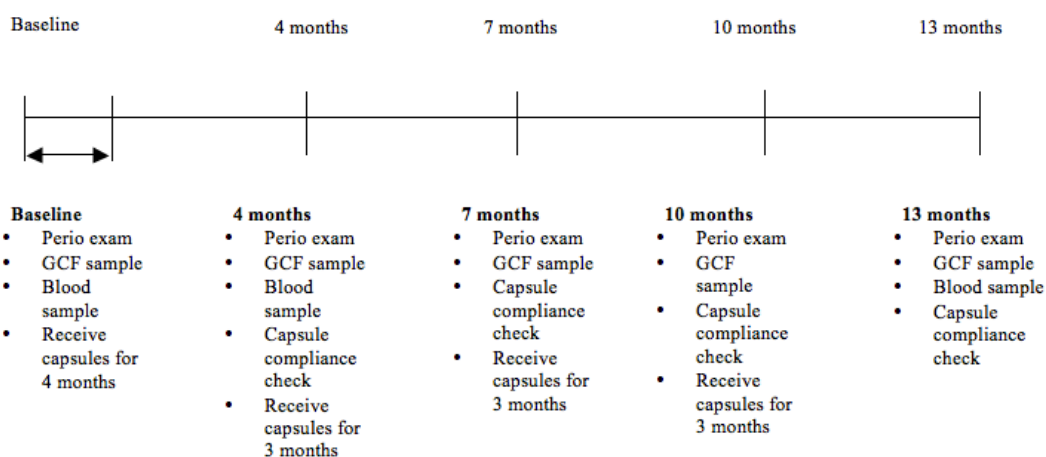 Baseline
4 months
7 months
10 months
13 months
Baseline
• Perio exam
• GCF sample
• Blood
sample
• Receive
capsules for
4 months
4 months
• Perio exam
• GCF sample
• Blood
sample
• Capsule
compliance
check
• Receive
capsules for
3 months
7 months
• Perio exam
• GCF sample
• Capsule
compliance
check
• Receive
capsules for
3 months
10 months
• Perio exam
• GCF
sample
• Capsule
compliance
check
• Receive
capsules for
3 months
13 months
• Perio exam
• GCF sample
• Blood sample
• Capsule
compliance
check